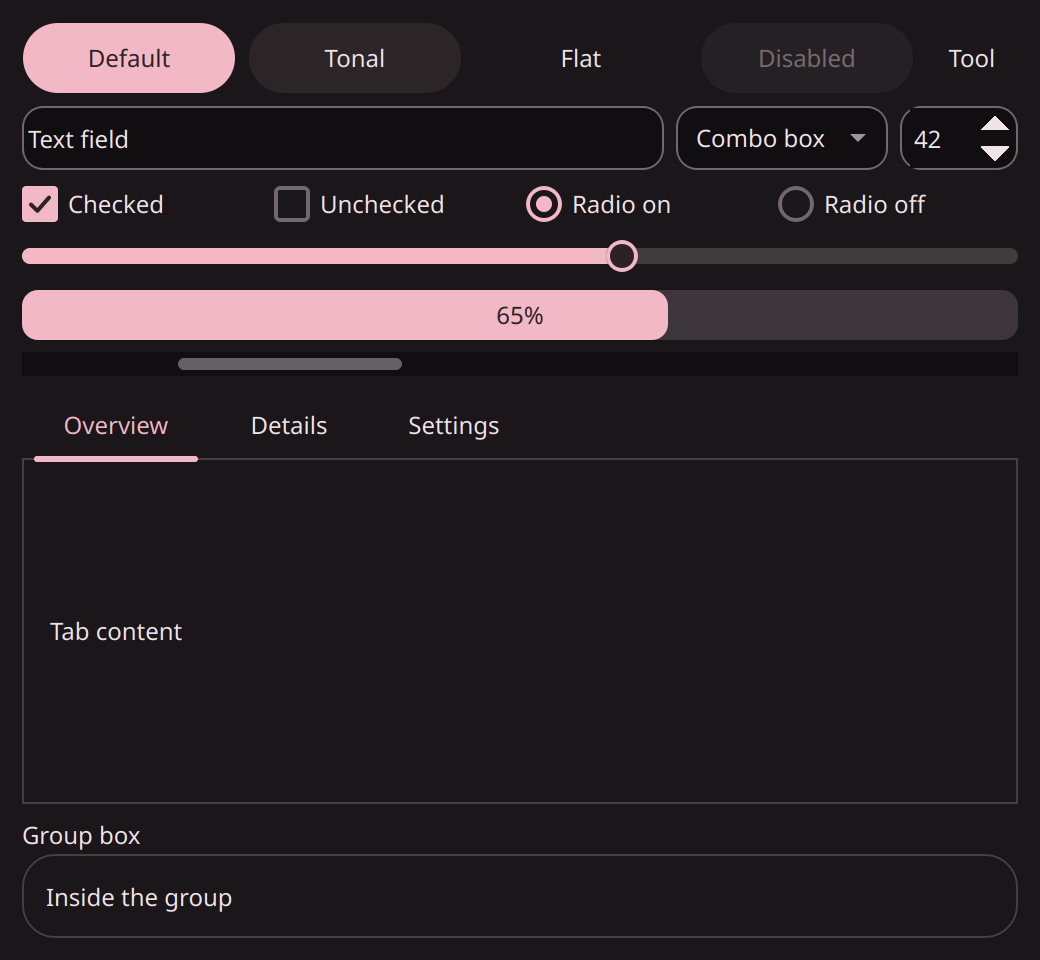 Default Tonal Flat Disabled Tool
Text field Combo box 42
Checked Unchecked Radio on Radio off
65%
Overview Details Settings
Tab content
Group box
Inside the group